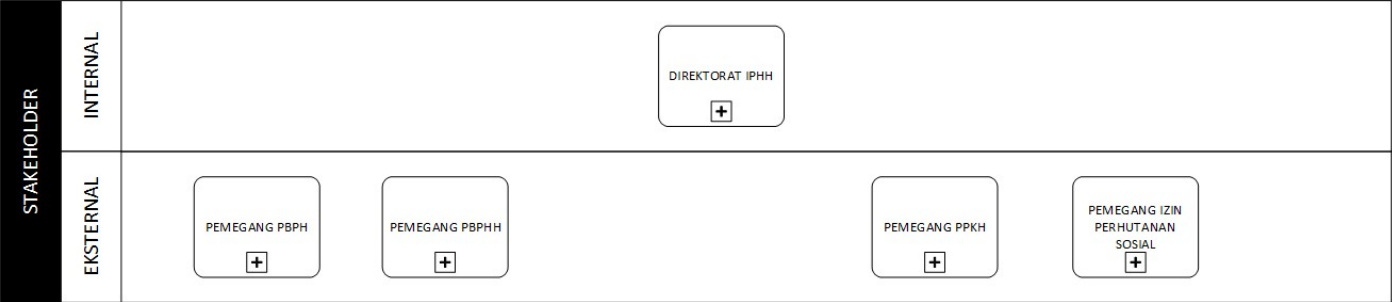 STAKEHOLDER
INTERNAL
DIREKTORAT IPHH
EKSTERNAL
PEMEGANG PBPH
PEMEGANG PBPHH
PEMEGANG PPKH
PEMEGANG IZIN
PERHUTANAN
SOSIAL